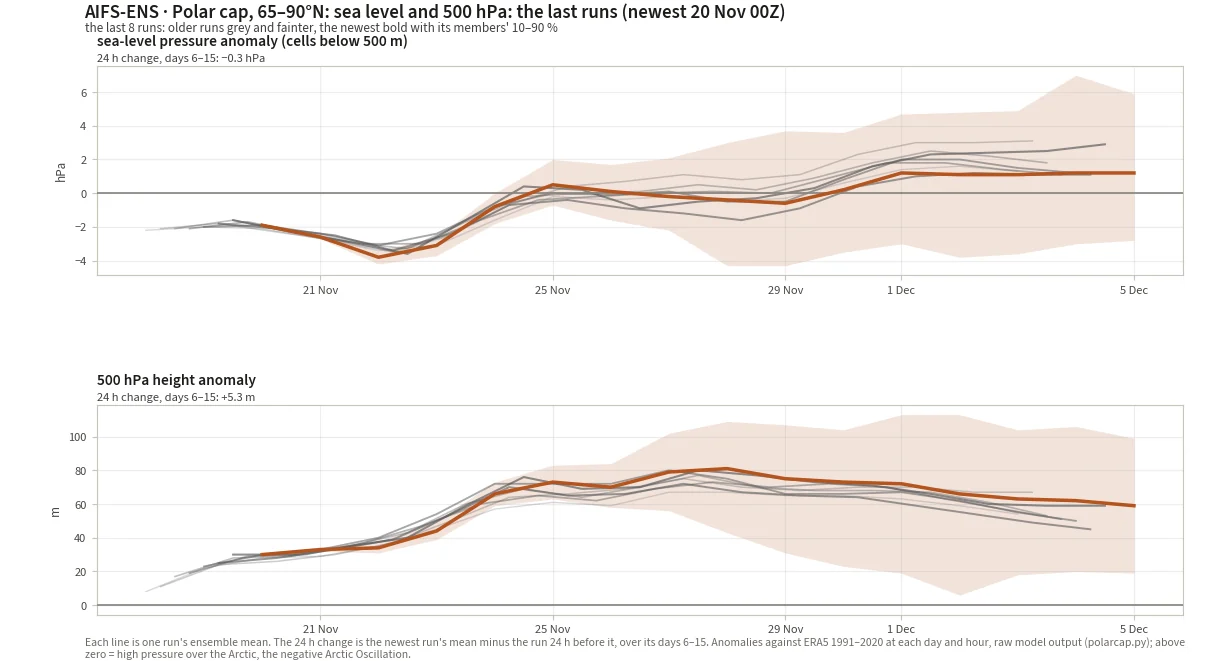 AIFS-ENS · Polar cap, 65–90°N: sea level and 500 hPa: the last runs (newest 20 Nov 00Z)
the last 8 runs: older runs grey and fainter, the newest bold with its members' 10–90 %
sea-level pressure anomaly (cells below 500 m)
24 h change, days 6–15: −0.3 hPa
6
4
2
0
−2
−4
hPa
21 Nov
25 Nov
29 Nov
1 Dec
5 Dec
500 hPa height anomaly
24 h change, days 6–15: +5.3 m
100
80
60
40
20
0
m
21 Nov
25 Nov
29 Nov
1 Dec
5 Dec
Each line is one run's ensemble mean. The 24 h change is the newest run's mean minus the run 24 h before it, over its days 6–15. Anomalies against ERA5 1991–2020 at each day and hour, raw model output (polarcap.py); above
zero = high pressure over the Arctic, the negative Arctic Oscillation.